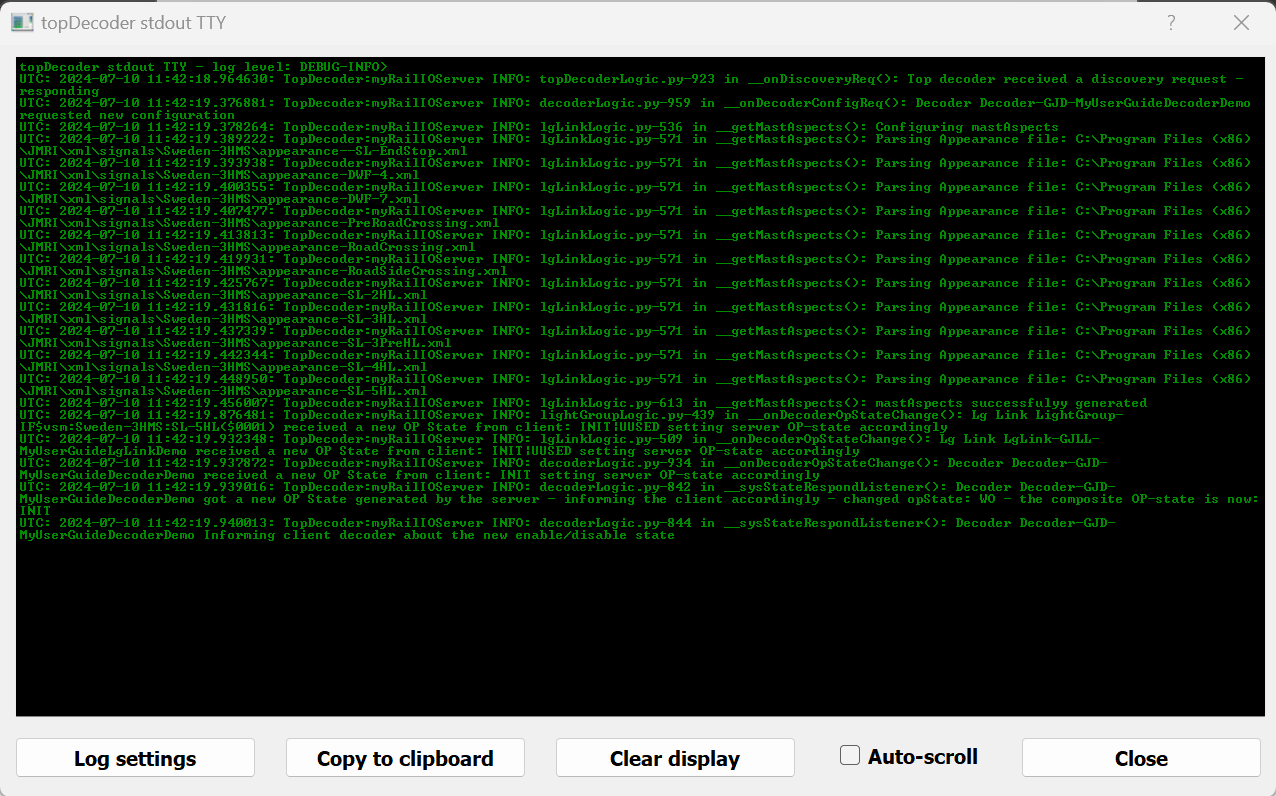 topDecoder stdout TTY
?
topDecoder stdout TTY - log level: DEBUG-INFO>
UTC: 2024-07-10 11:42:18.964630: TopDecoder:myRailIOServer INFO: topDecoderLogic.py-923 in __onDiscoveryReq(): Top decoder received a discovery request -
responding
UTC: 2024-07-10 11:42:19.376881: TopDecoder:myRailIOServer INFO: decoderLogic.py-959 in __onDecoderConfigReq(): Decoder Decoder-GJD-MyUserGuideDecoderDemo
requested new configuration
UTC: 2024-07-10 11:42:19.378264: TopDecoder:myRailIOServer INFO: lgLinkLogic.py-536 in __getMastAspects(): Configuring mastAspects
UTC: 2024-07-10 11:42:19.389222: TopDecoder:myRailIOServer INFO: lgLinkLogic.py-571 in __getMastAspects(): Parsing Appearance file: C:\Program Files (x86)
\JMRI\xml\signals\Sweden-3HMS\appearance--SL-EndStop.xml
UTC: 2024-07-10 11:42:19.393938: TopDecoder:myRailIOServer INFO: lgLinkLogic.py-571 in __getMastAspects(): Parsing Appearance file: C:\Program Files (x86)
\JMRI\xml\signals\Sweden-3HMS\appearance-DWF-4.xml
UTC: 2024-07-10 11:42:19.400355: TopDecoder:myRailIOServer INFO: lgLinkLogic.py-571 in __getMastAspects(): Parsing Appearance file: C:\Program Files (x86)
\JMRI\xml\signals\Sweden-3HMS\appearance-DWF-7.xml
UTC: 2024-07-10 11:42:19.407477: TopDecoder:myRailIOServer INFO: lgLinkLogic.py-571 in __getMastAspects(): Parsing Appearance file: C:\Program Files (x86)
\JMRI\xml\signals\Sweden-3HMS\appearance-PreRoadCrossing.xml
UTC: 2024-07-10 11:42:19.413813: TopDecoder:myRailIOServer INFO: lgLinkLogic.py-571 in __getMastAspects(): Parsing Appearance file: C:\Program Files (x86)
\JMRI\xml\signals\Sweden-3HMS\appearance-RoadCrossing.xml
UTC: 2024-07-10 11:42:19.419931: TopDecoder:myRailIOServer INFO: lgLinkLogic.py-571 in __getMastAspects(): Parsing Appearance file: C:\Program Files (x86)
\JMRI\xml\signals\Sweden-3HMS\appearance-RoadSideCrossing.xml
UTC: 2024-07-10 11:42:19.425767: TopDecoder:myRailIOServer INFO: lgLinkLogic.py-571 in __getMastAspects(): Parsing Appearance file: C:\Program Files (x86)
\JMRI\xml\signals\Sweden-3HMS\appearance-SL-2HL.xml
UTC: 2024-07-10 11:42:19.431816: TopDecoder:myRailIOServer INFO: lgLinkLogic.py-571 in __getMastAspects(): Parsing Appearance file: C:\Program Files (x86)
\JMRI\xml\signals\Sweden-3HMS\appearance-SL-3HL.xml
UTC: 2024-07-10 11:42:19.437339: TopDecoder:myRailIOServer INFO: lgLinkLogic.py-571 in __getMastAspects(): Parsing Appearance file: C:\Program Files (x86)
\JMRI\xml\signals\Sweden-3HMS\appearance-SL-3PreHL.xml
UTC: 2024-07-10 11:42:19.442344: TopDecoder:myRailIOServer INFO: lgLinkLogic.py-571 in __getMastAspects(): Parsing Appearance file: C:\Program Files (x86)
\JMRI\xml\signals\Sweden-3HMS\appearance-SL-4HL.xml
UTC: 2024-07-10 11:42:19.448950: TopDecoder:myRailIOServer INFO: lgLinkLogic.py-571 in __getMastAspects(): Parsing Appearance file: C:\Program Files (x86)
\JMRI\xml\signals\Sweden-3HMS\appearance-SL-5HL.xml
UTC: 2024-07-10 11:42:19.456007: TopDecoder:myRailIOServer INFO: lgLinkLogic.py-613 in __getMastAspects(): mastAspects successfulyy generated
UTC: 2024-07-10 11:42:19.876481: TopDecoder:myRailIOServer INFO: lightGroupLogic.py-439 in __onDecoderOpStateChange(): Lg Link LightGroup-
IF$vsm:Sweden-3HMS:SL-5HL($0001) received a new OP State from client: INIT|UUSED setting server OP-state accordingly
UTC: 2024-07-10 11:42:19.932348: TopDecoder:myRailIOServer INFO: lgLinkLogic.py-509 in __onDecoderOpStateChange(): Lg Link LgLink-GJLL-
MyUserGuideLgLinkDemo received a new OP State from client: INIT|UUSED setting server OP-state accordingly
UTC: 2024-07-10 11:42:19.937872: TopDecoder:myRailIOServer INFO: decoderLogic.py-934 in __onDecoderOpStateChange(): Decoder Decoder-GJD-
MyUserGuideDecoderDemo received a new OP State from client: INIT setting server OP-state accordingly
UTC: 2024-07-10 11:42:19.939016: TopDecoder:myRailIOServer INFO: decoderLogic.py-842 in __sysStateRespondListener(): Decoder Decoder-GJD-
MyUserGuideDecoderDemo got a new OP State generated by the server - informing the client accordingly - changed opState: WO - the composite OP-state is now:
INIT
UTC: 2024-07-10 11:42:19.940013: TopDecoder:myRailIOServer INFO: decoderLogic.py-844 in __sysStateRespondListener(): Decoder Decoder-GJD-
MyUserGuideDecoderDemo Informing client decoder about the new enable/disable state
Log settings
Copy to clipboard
Clear display
Auto-scroll
Close